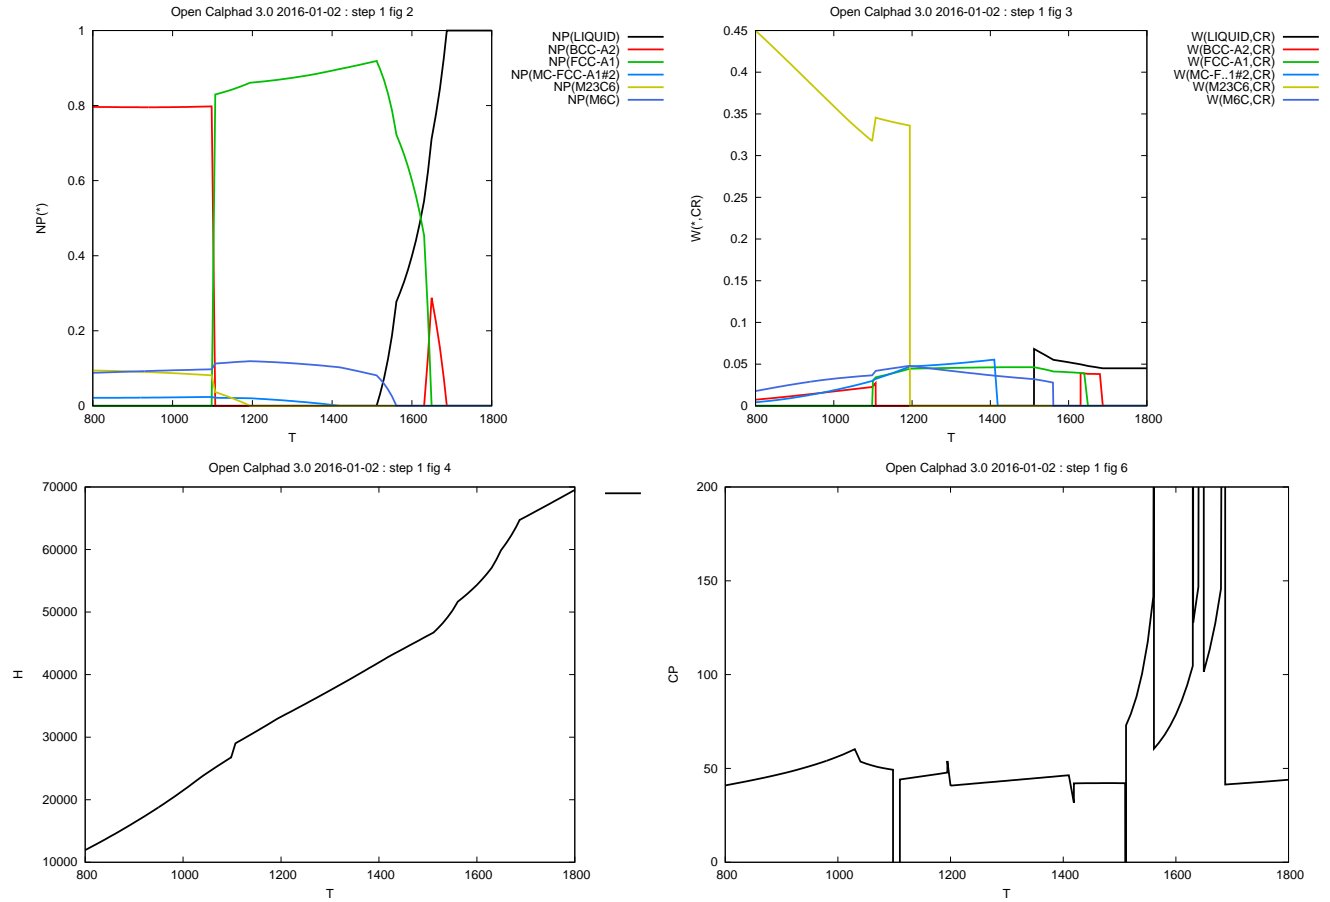 Open Calphad 3.0 2016-01-02 : step 1 fig 2
NP(LIQUID)
NP(BCC-A2)
NP(FCC-A1)
NP(MC-FCC-A1#2)
NP(M23C6)
NP(M6C)
1
0.8
0.6
0.4
0.2
0
NP(*)
800 1000 1200 1400 1600 1800
T
Open Calphad 3.0 2016-01-02 : step 1 fig 3
W(LIQUID,CR)
W(BCC-A2,CR)
W(FCC-A1,CR)
W(MC-F..1#2,CR)
W(M23C6,CR)
W(M6C,CR)
0.45
0.4
0.35
0.3
0.25
0.2
0.15
0.1
0.05
0
W(*,CR)
800 1000 1200 1400 1600 1800
T
Open Calphad 3.0 2016-01-02 : step 1 fig 4
70000
60000
50000
40000
30000
20000
10000
H
800 1000 1200 1400 1600 1800
T
Open Calphad 3.0 2016-01-02 : step 1 fig 6
200
150
100
50
0
CP
800 1000 1200 1400 1600 1800
T